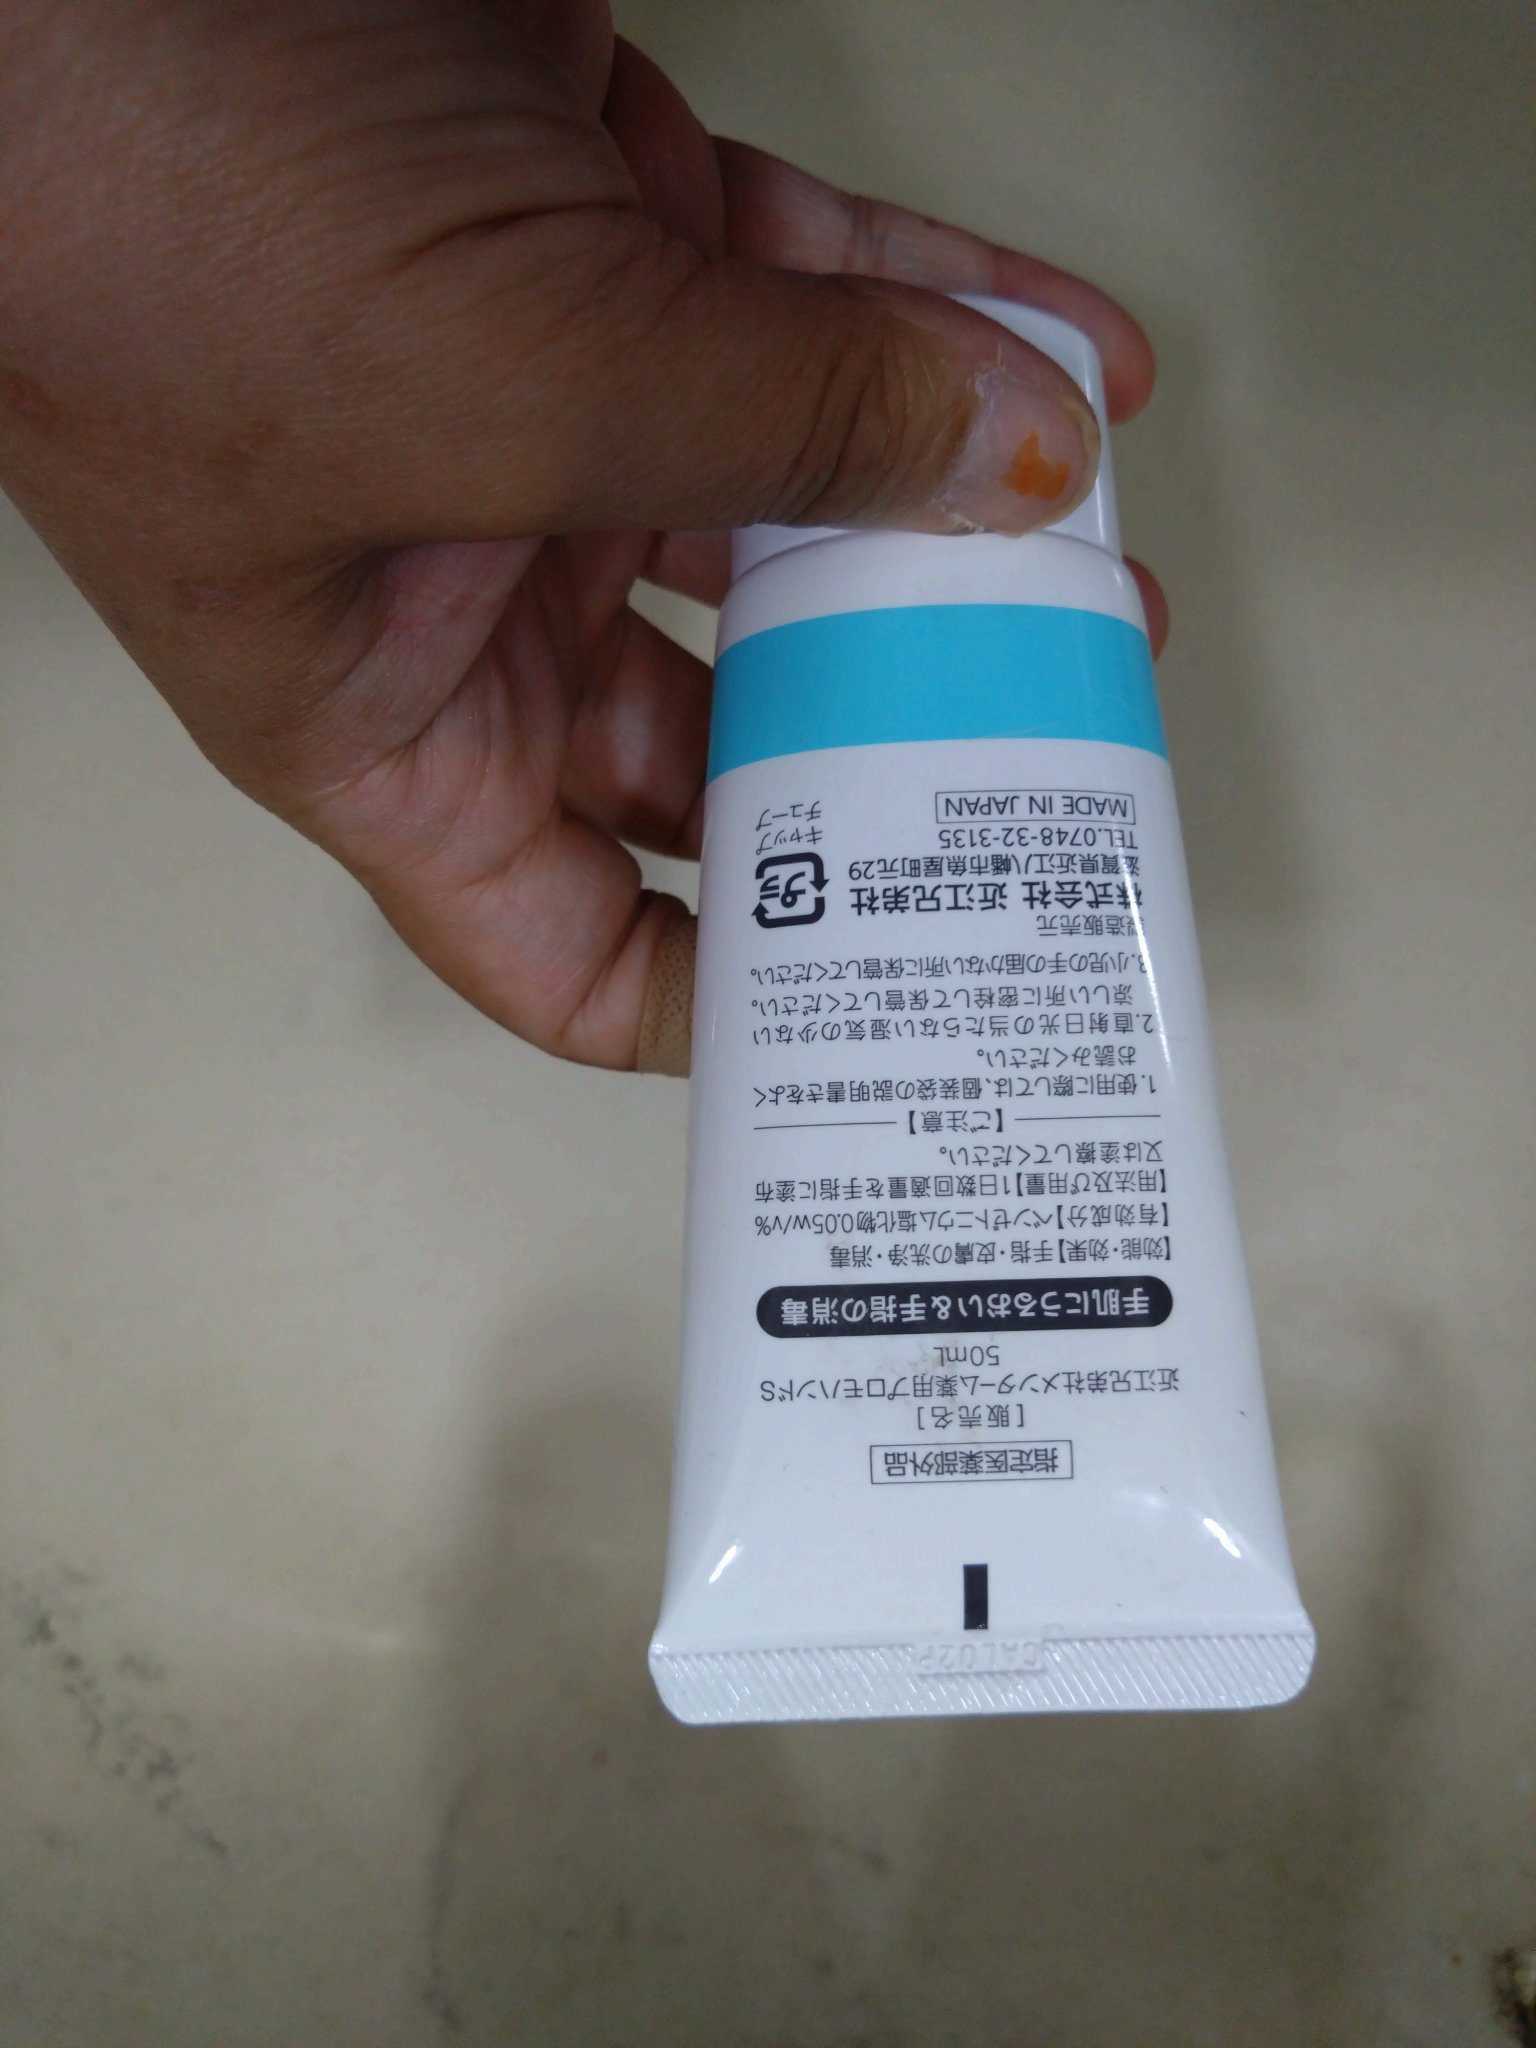 指定医薬部外品
[販売名]
近江兄弟社メンターム薬用プロモハンドS
50mL
手肌にうるおい&手指の消毒
【効能・効果】手指・皮膚の洗浄・消毒
【有効成分】ベンゼトニウム塩化物0.05w/v%
【用法及び用量】1日数回適量を手指に塗布
又は塗擦してください。
【ご注意】
1.使用に際しては、個装袋の説明書きをよく
お読みください。
2.直射日光の当たらない湿気の少ない
涼しい所に密栓して保管してください。
3.小児の手の届かない所に保管してください。
製造販売元
株式会社 近江兄弟社
滋賀県近江八幡市魚屋町元29
TEL.0748-32-3135
MADE IN JAPAN
プラ
キャップ
チューブ
CAL02P